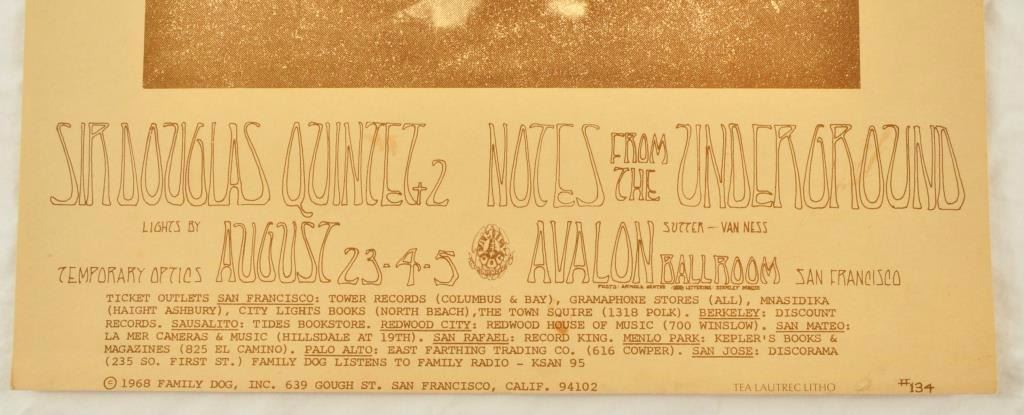 SIR DOUGLAS QUINTET+2 NOTES FROM THE UNDERGROUND
LIGHTS BY TEMPORARY OPTICS AUGUST 23-4-5 AVALON BALLROOM SUTTER – VAN NESS SAN FRANCISCO
TICKET OUTLETS SAN FRANCISCO: TOWER RECORDS (COLUMBUS & BAY), GRAMAPHONE STORES (ALL), MNASIDIKA
(HAIGHT ASHBURY), CITY LIGHTS BOOKS (NORTH BEACH),THE TOWN SQUIRE (1318 POLK). BERKELEY: DISCOUNT
RECORDS. SAUSALITO: TIDES BOOKSTORE. REDWOOD CITY: REDWOOD HOUSE OF MUSIC (700 WINSLOW). SAN MATEO:
LA MER CAMERAS & MUSIC (HILLSDALE AT 19TH). SAN RAFAEL: RECORD KING. MENLO PARK: KEPLER'S BOOKS &
MAGAZINES (825 EL CAMINO). PALO ALTO: EAST FARTHING TRADING CO. (616 COWPER). SAN JOSE: DISCORAMA
(235 SO. FIRST ST.) FAMILY DOG LISTENS TO FAMILY RADIO - KSAN 95
© 1968 FAMILY DOG, INC. 639 GOUGH ST. SAN FRANCISCO, CALIF. 94102 TEA LAUTREC LITHO #134